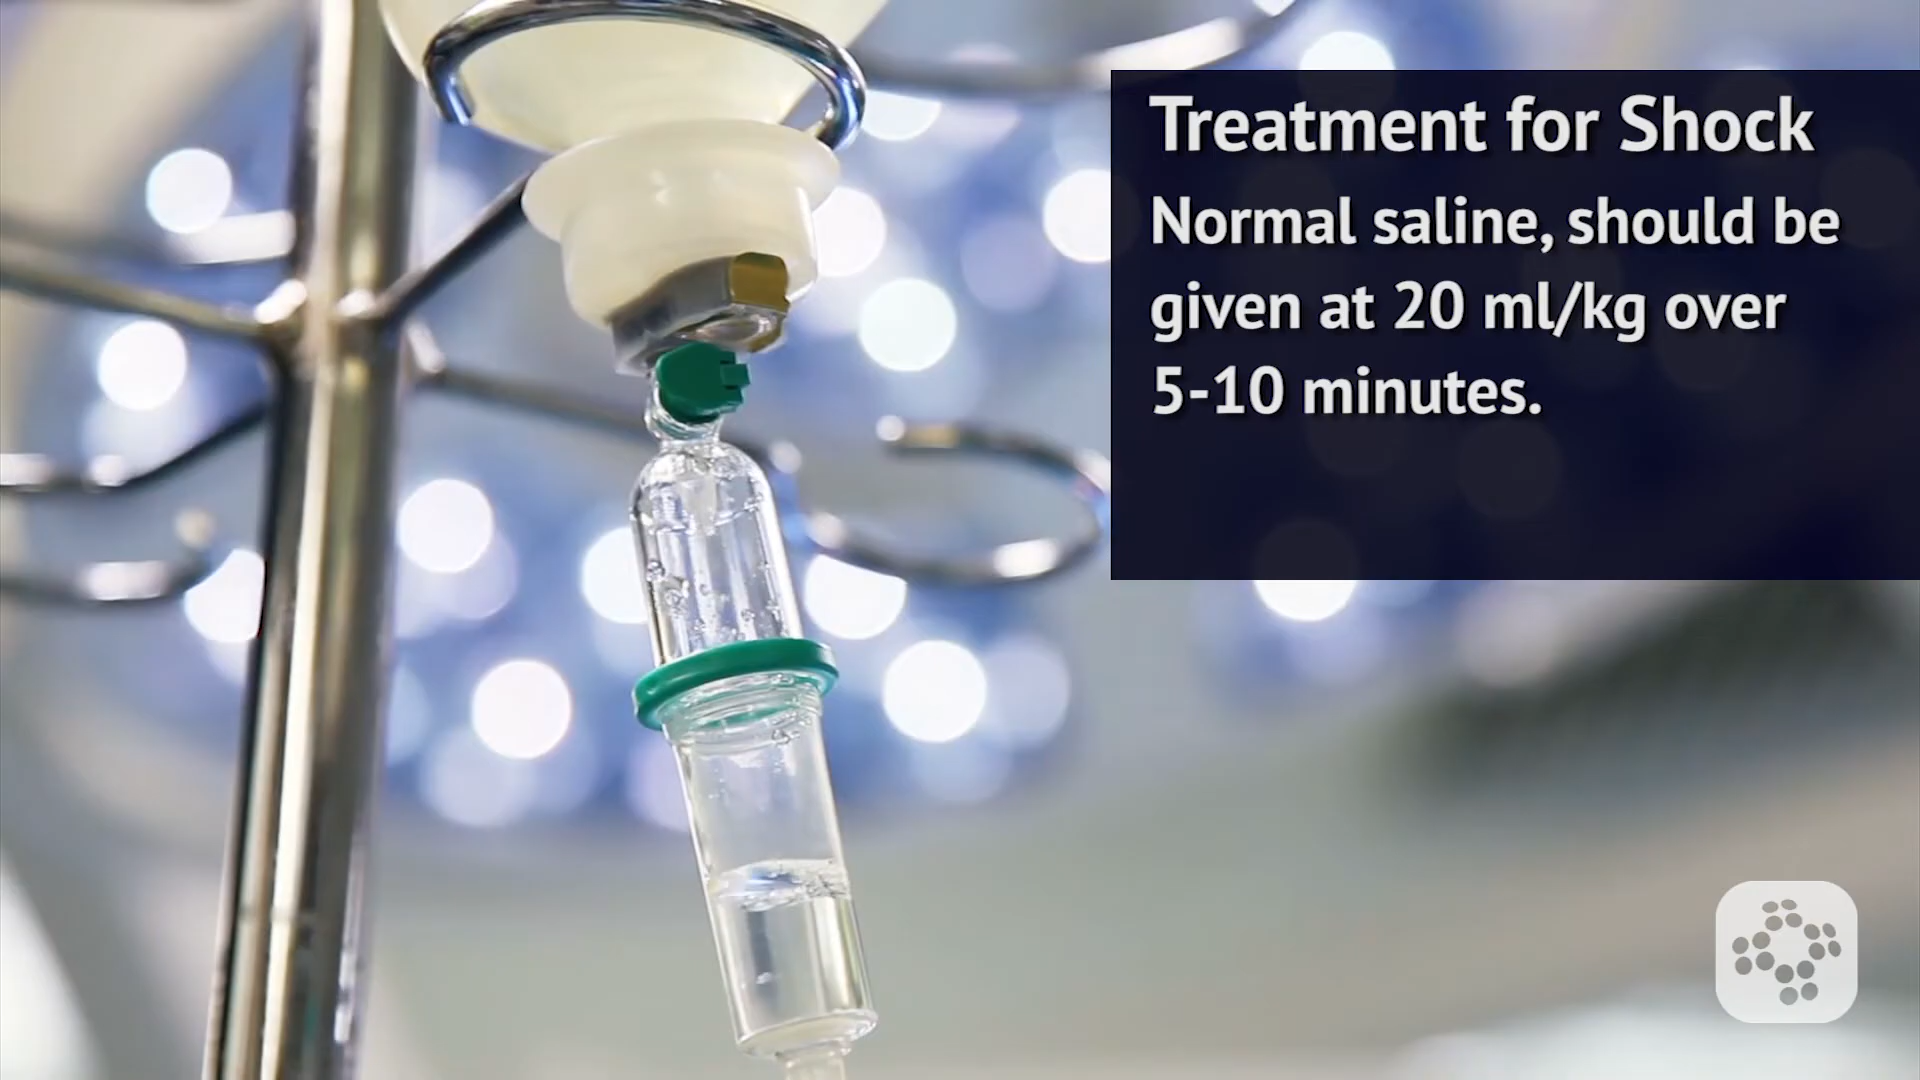 Treatment for Shock
Normal saline, should be
given at 20 ml/kg over
5-10 minutes.